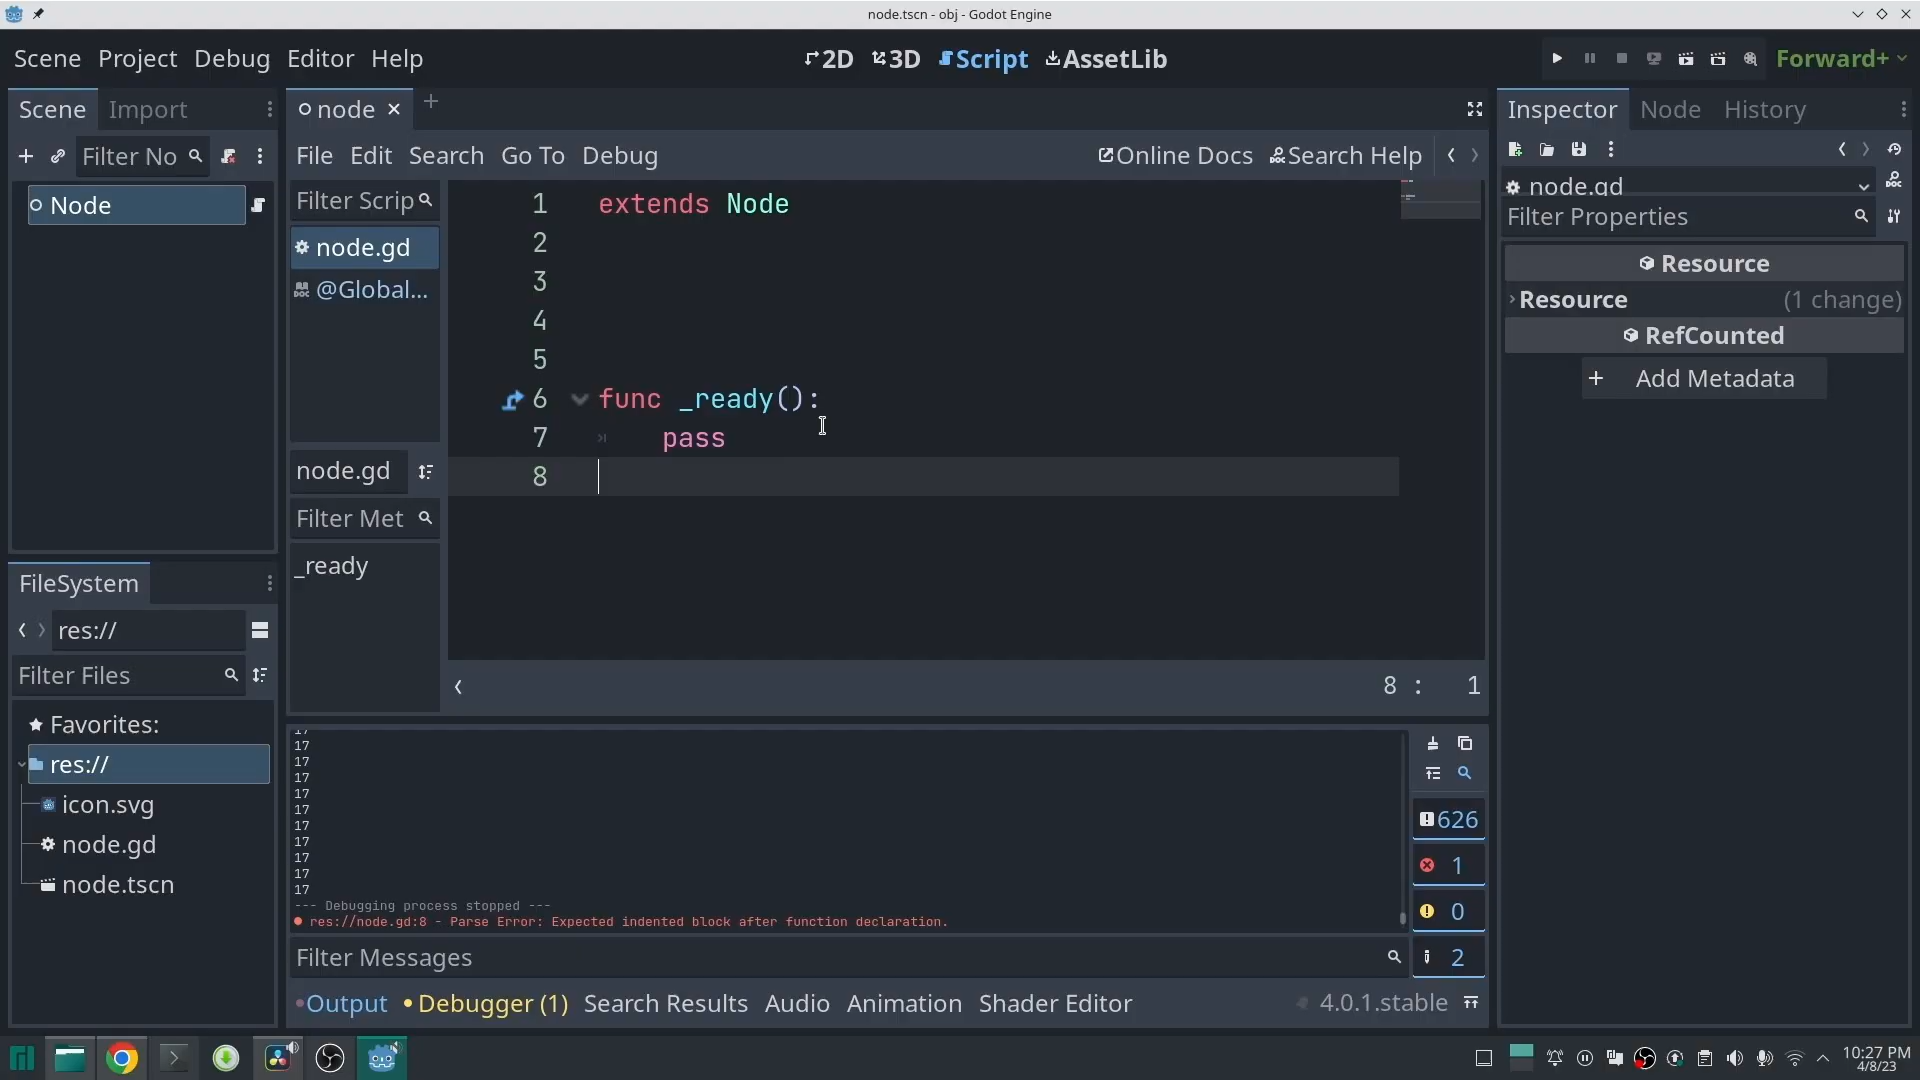 node.tscn - obj - Godot Engine
Scene Project Debug Editor Help
2D 3D Script AssetLib
Forward+
Scene Import
Filter No
Node
FileSystem
res://
Filter Files
Favorites:
res://
icon.svg
node.gd
node.tscn
node
File Edit Search Go To Debug
Online Docs Search Help
Filter Scrip
node.gd
@Global...
node.gd
Filter Met
_ready
1 extends Node
2
3
4
5
6 func _ready():
7 pass
8
8 : 1
17
17
17
17
17
17
17
17
17
17
17
--- Debugging process stopped ---
res://node.gd:8 - Parse Error: Expected indented block after function declaration.
626
1
0
2
Filter Messages
Output Debugger (1) Search Results Audio Animation Shader Editor
4.0.1.stable
Inspector Node History
node.gd
Filter Properties
Resource
Resource (1 change)
RefCounted
+ Add Metadata
10:27 PM
4/8/23